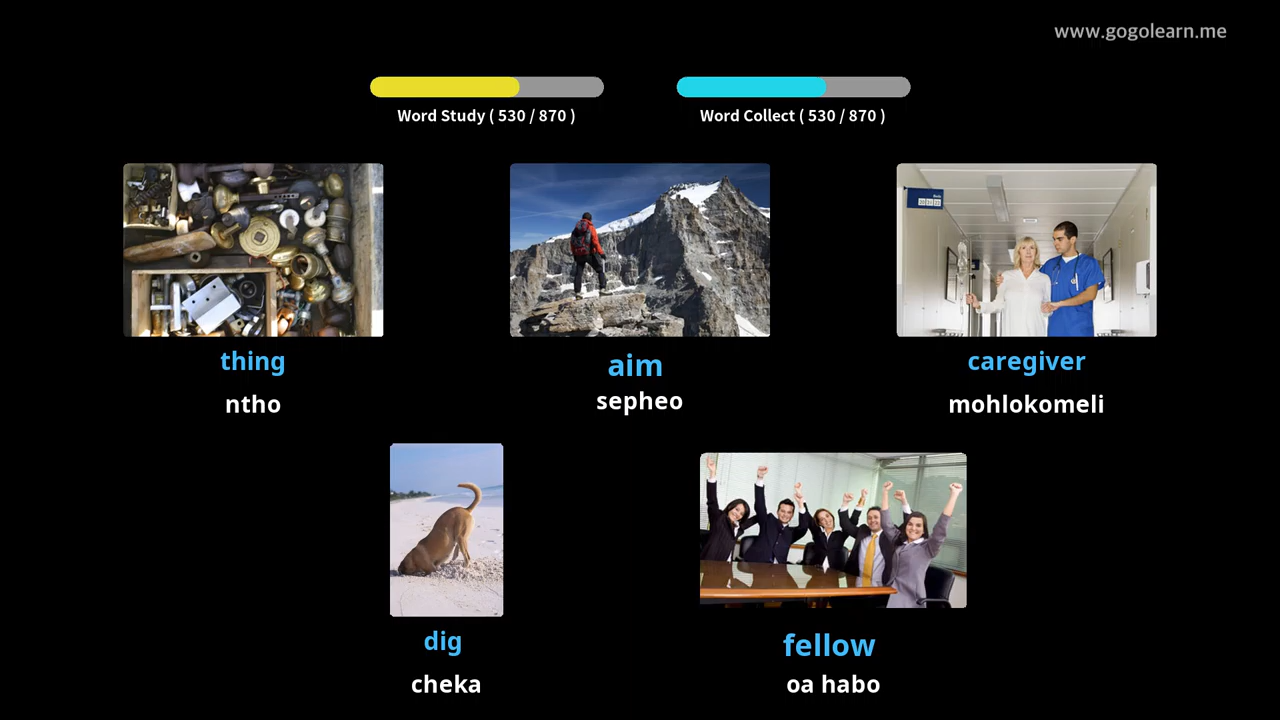 www.gogolearn.me
Word Study ( 530 / 870 )
Word Collect ( 530 / 870 )
thing
ntho
aim
sepheo
caregiver
mohlokomeli
dig
cheka
fellow
oa habo